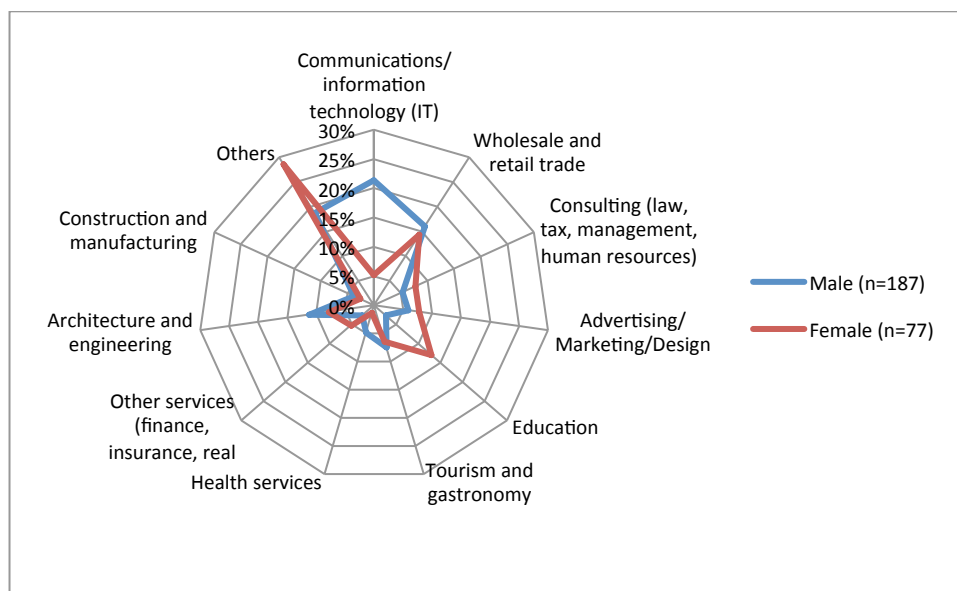 Communications/
information
technology (IT)
30%
25%
20%
15%
10%
5%
0%
Wholesale and
retail trade
Consulting (law,
tax, management,
human resources)
Advertising/
Marketing/Design
Education
Tourism and
gastronomy
Health services
Other services
(finance,
insurance, real
Architecture and
engineering
Construction and
manufacturing
Others
Male (n=187)
Female (n=77)